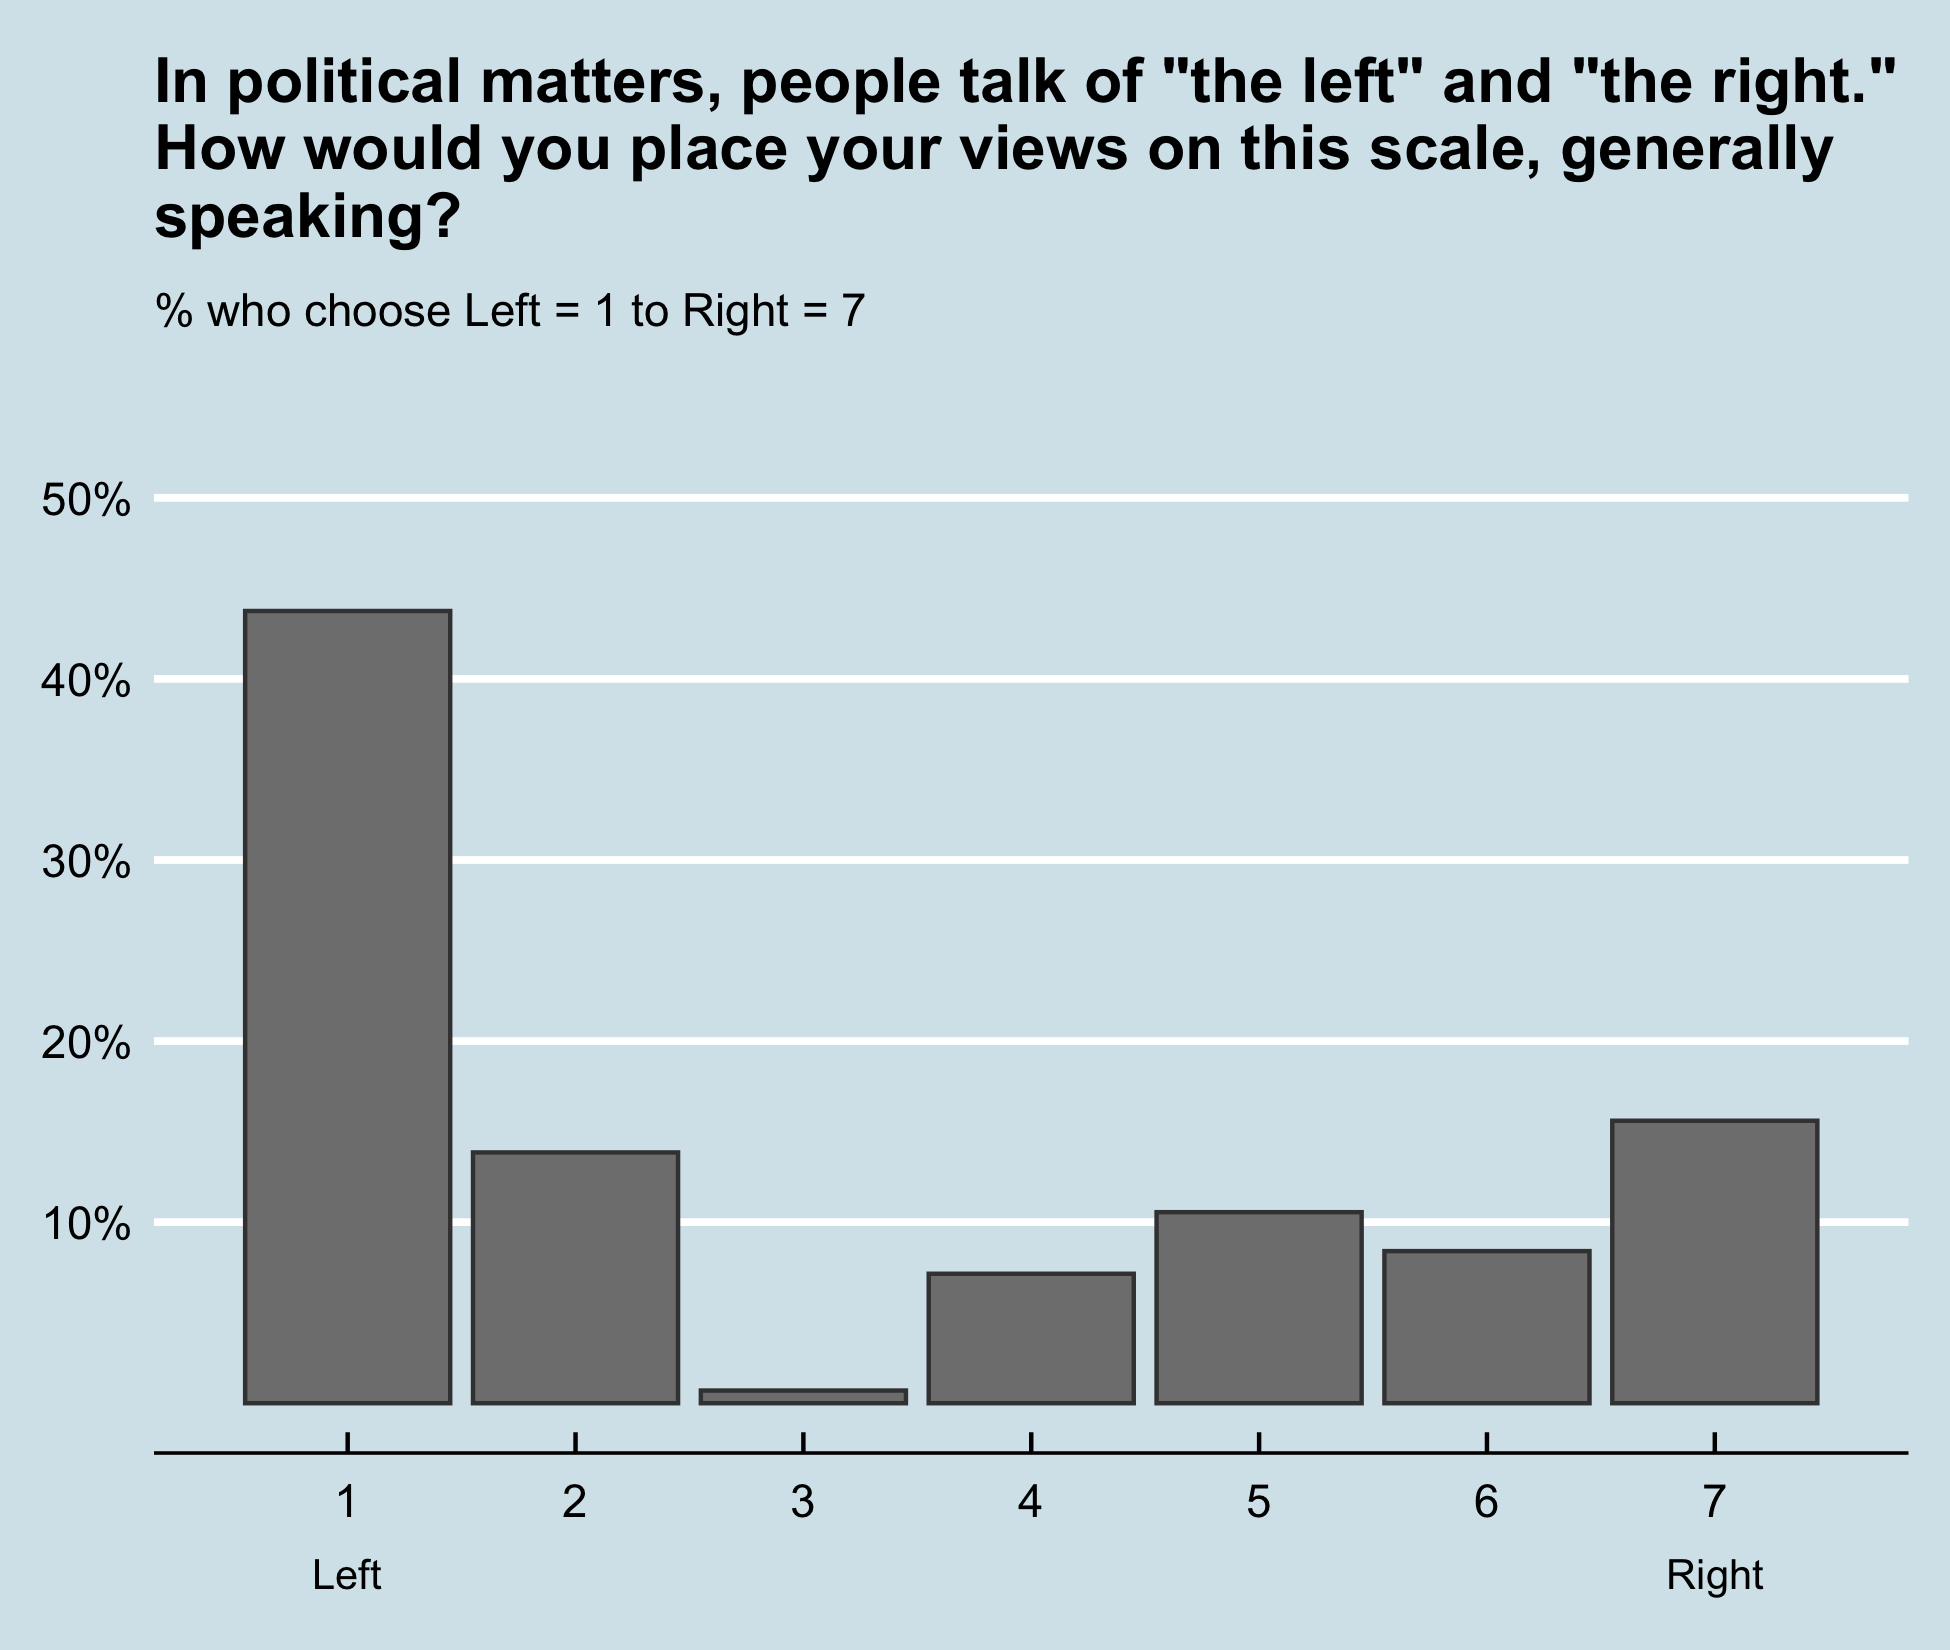 In political matters, people talk of "the left" and "the right."
How would you place your views on this scale, generally
speaking?
% who choose Left = 1 to Right = 7
50%
40%
30%
20%
10%
1 2 3 4 5 6 7
Left Right